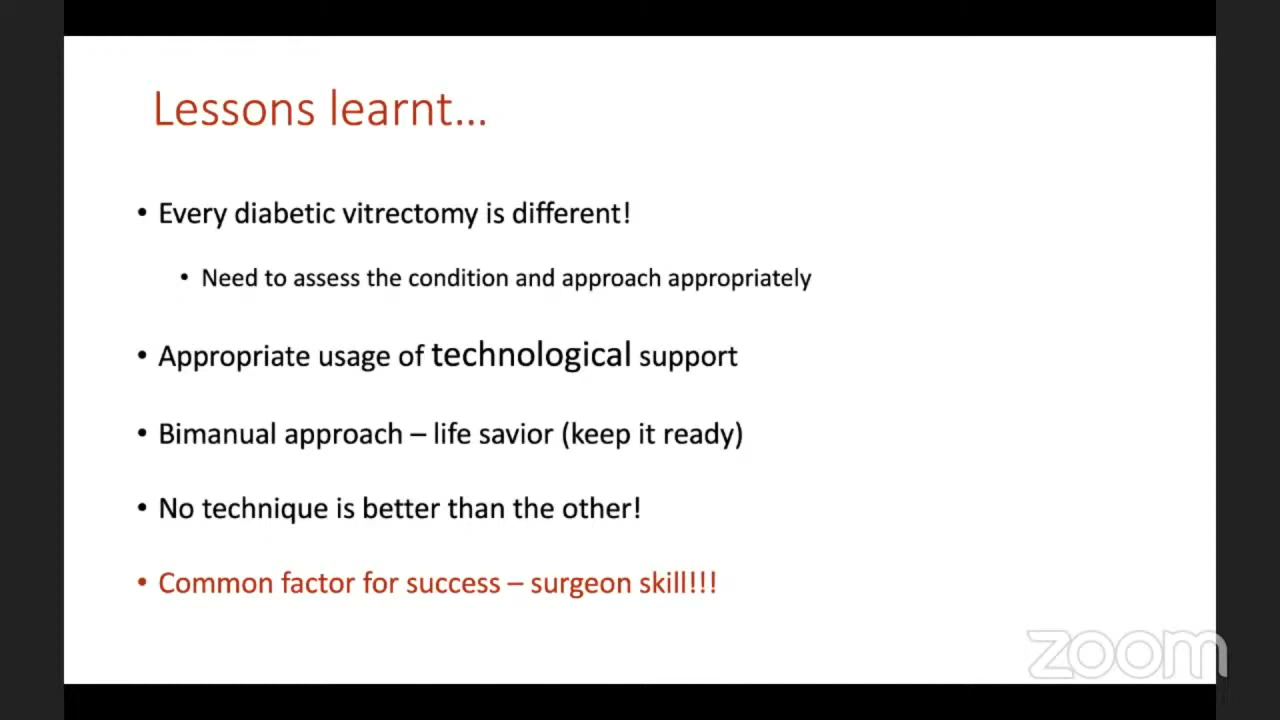 Lessons learnt...
• Every diabetic vitrectomy is different!
• Need to assess the condition and approach appropriately
• Appropriate usage of technological support
• Bimanual approach – life savior (keep it ready)
• No technique is better than the other!
• Common factor for success – surgeon skill!!!
zoom